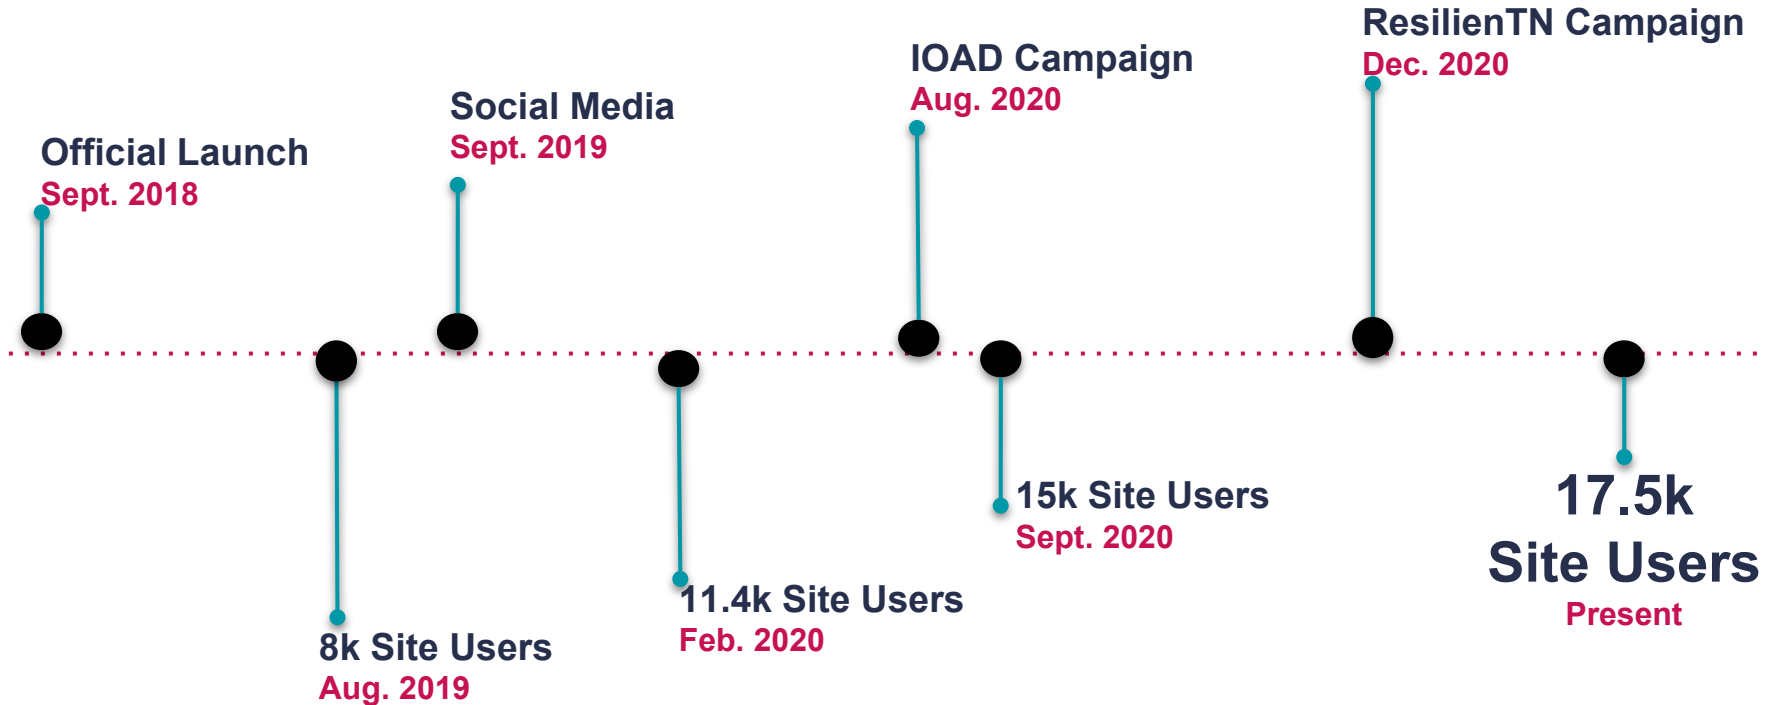 Official Launch
Sept. 2018
8k Site Users
Aug. 2019
Social Media
Sept. 2019
11.4k Site Users
Feb. 2020
IOAD Campaign
Aug. 2020
15k Site Users
Sept. 2020
ResilienTN Campaign
Dec. 2020
17.5k
Site Users
Present